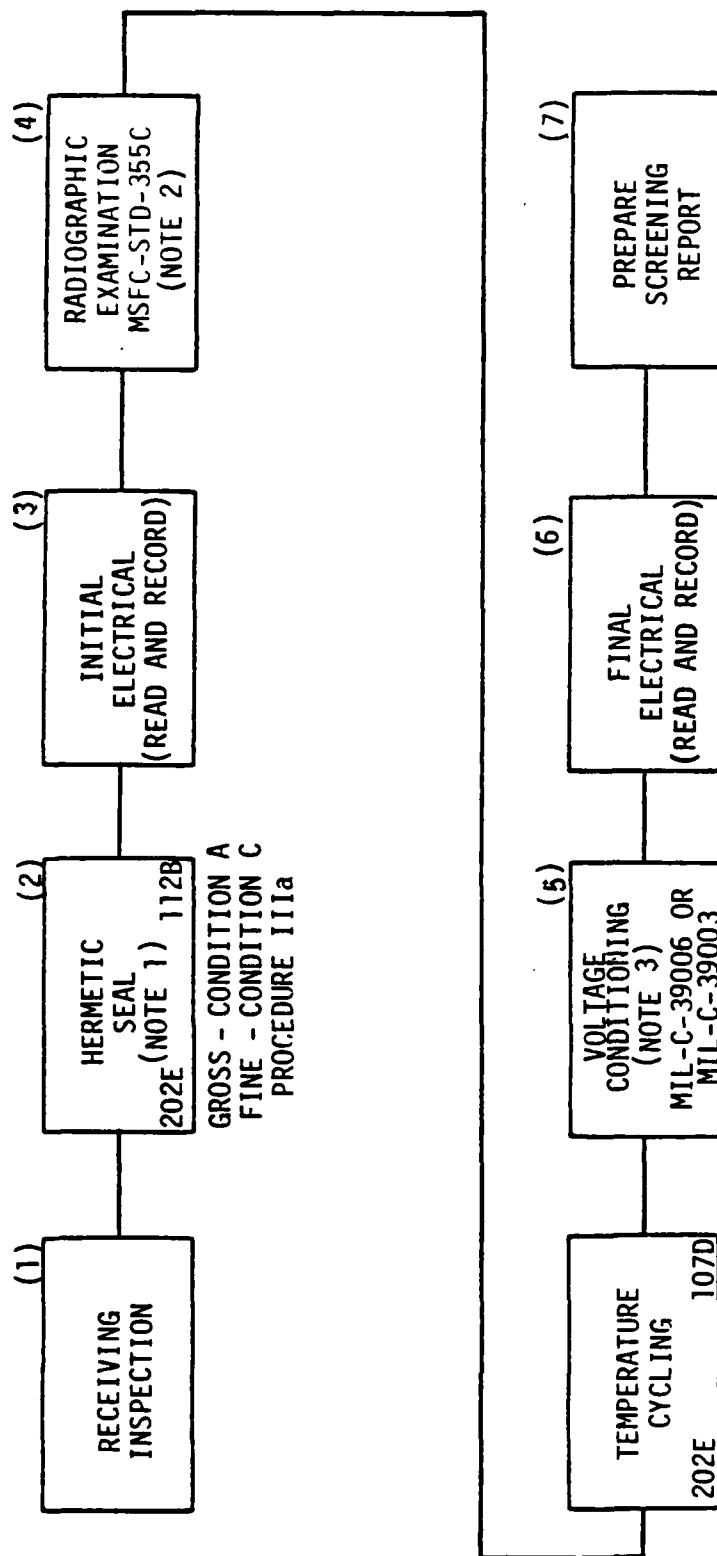 (1)
RECEIVING
INSPECTION
(2)
HERMETIC
SEAL
(NOTE 1)
202E 112B
GROSS - CONDITION A
FINE - CONDITION C
PROCEDURE IIIa
(3)
INITIAL
ELECTRICAL
(READ AND RECORD)
(4)
RADIOGRAPHIC
EXAMINATION
MSFC-STD-355C
(NOTE 2)
TEMPERATURE
CYCLING
202E 107D
(5)
VOLTAGE
CONDITIONING
(NOTE 3)
MIL-C-39006 OR
MIL-C-39003
(6)
FINAL
ELECTRICAL
(READ AND RECORD)
(7)
PREPARE
SCREENING
REPORT